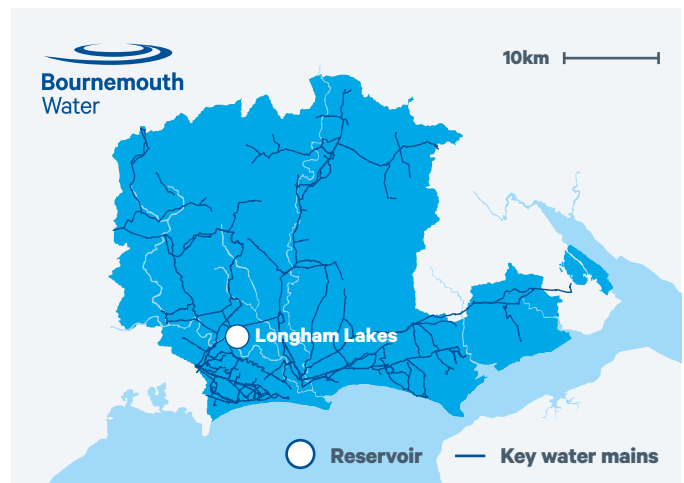 Bournemouth
Water
10km
Longham Lakes
Reservoir
Key water mains